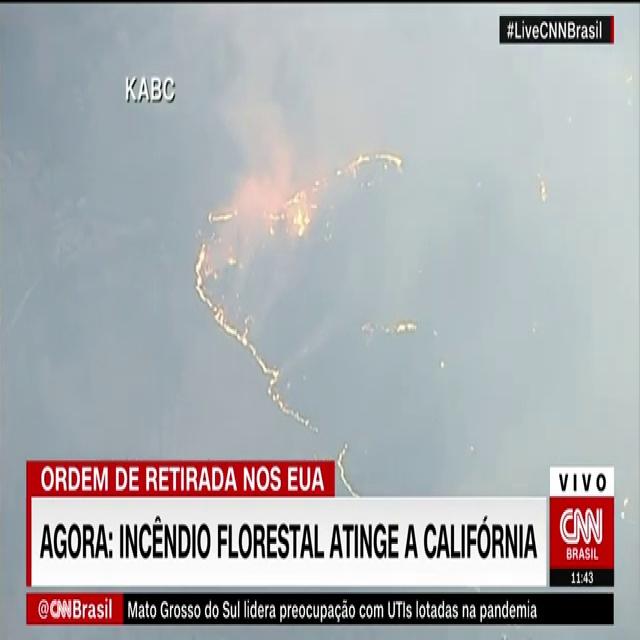 #LiveCNNBrasil
KABC
ORDEM DE RETIRADA NOS EUA
AGORA: INCÊNDIO FLORESTAL ATINGE A CALIFÓRNIA
VIVO
CNN
BRASIL
11:43
@CNNBrasil Mato Grosso do Sul lidera preocupação com UTIs lotadas na pandemia